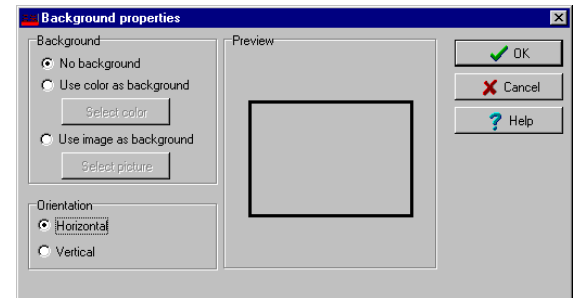 Background properties
Background
No background
Use color as background
Select color
Use image as background
Select picture
Orientation
Horizontal
Vertical
Preview
OK
Cancel
Help